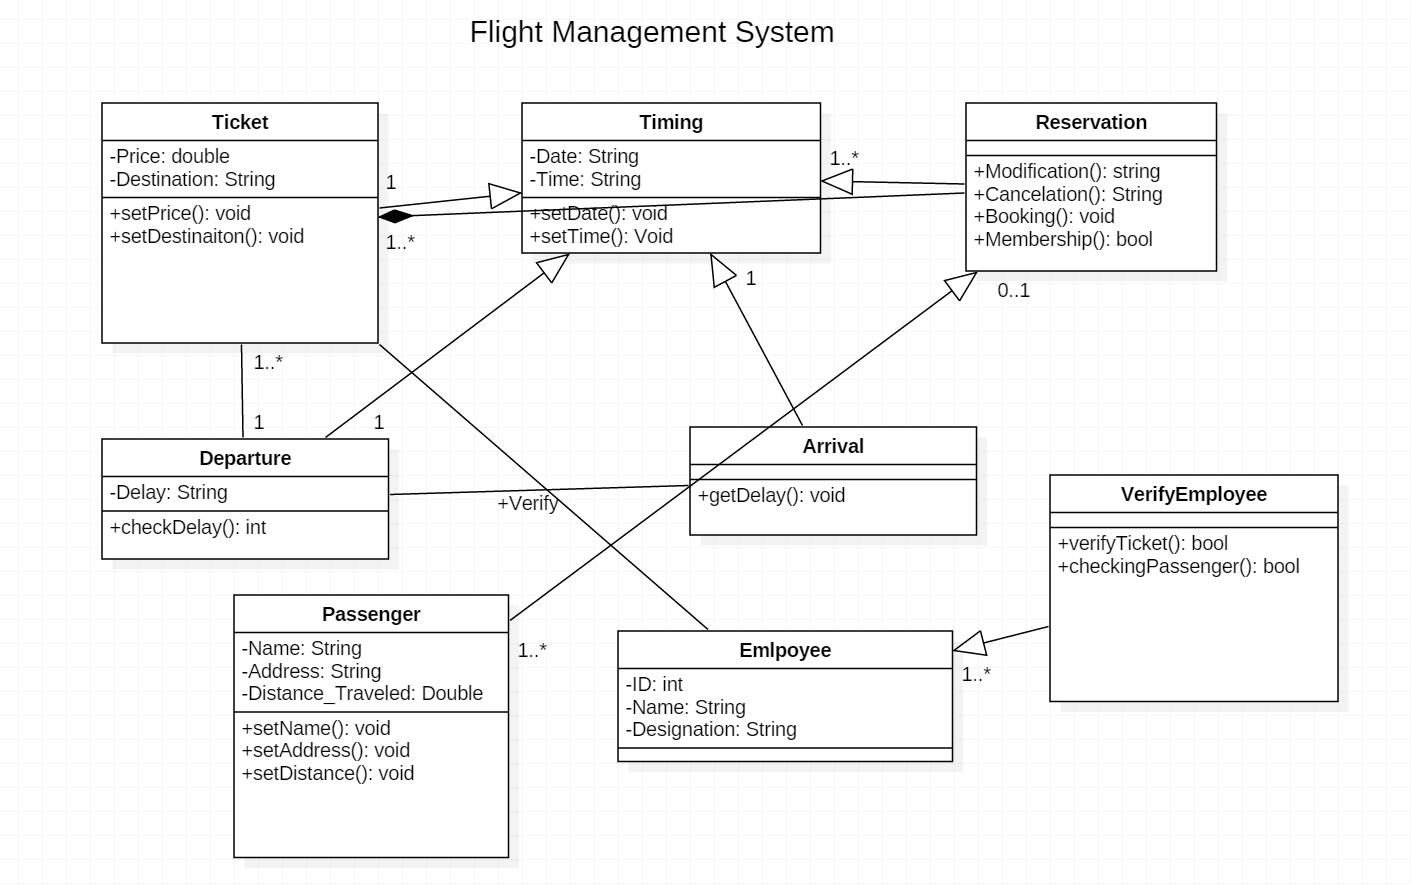 Flight Management System
Ticket
-Price: double
-Destination: String
+setPrice(): void
+setDestinaiton(): void
1
1..*
Timing
-Date: String
-Time: String
+setDate(): void
+setTime(): Void
1..*
Reservation
+Modification(): string
+Cancelation(): String
+Booking(): void
+Membership(): bool
1
0..1
1..*
1
1
Departure
-Delay: String
+checkDelay(): int
+Verify
Arrival
+getDelay(): void
VerifyEmployee
+verifyTicket(): bool
+checkingPassenger(): bool
Passenger
-Name: String
-Address: String
-Distance_Traveled: Double
+setName(): void
+setAddress(): void
+setDistance(): void
1..*
Emlpoyee
-ID: int
-Name: String
-Designation: String
1..*